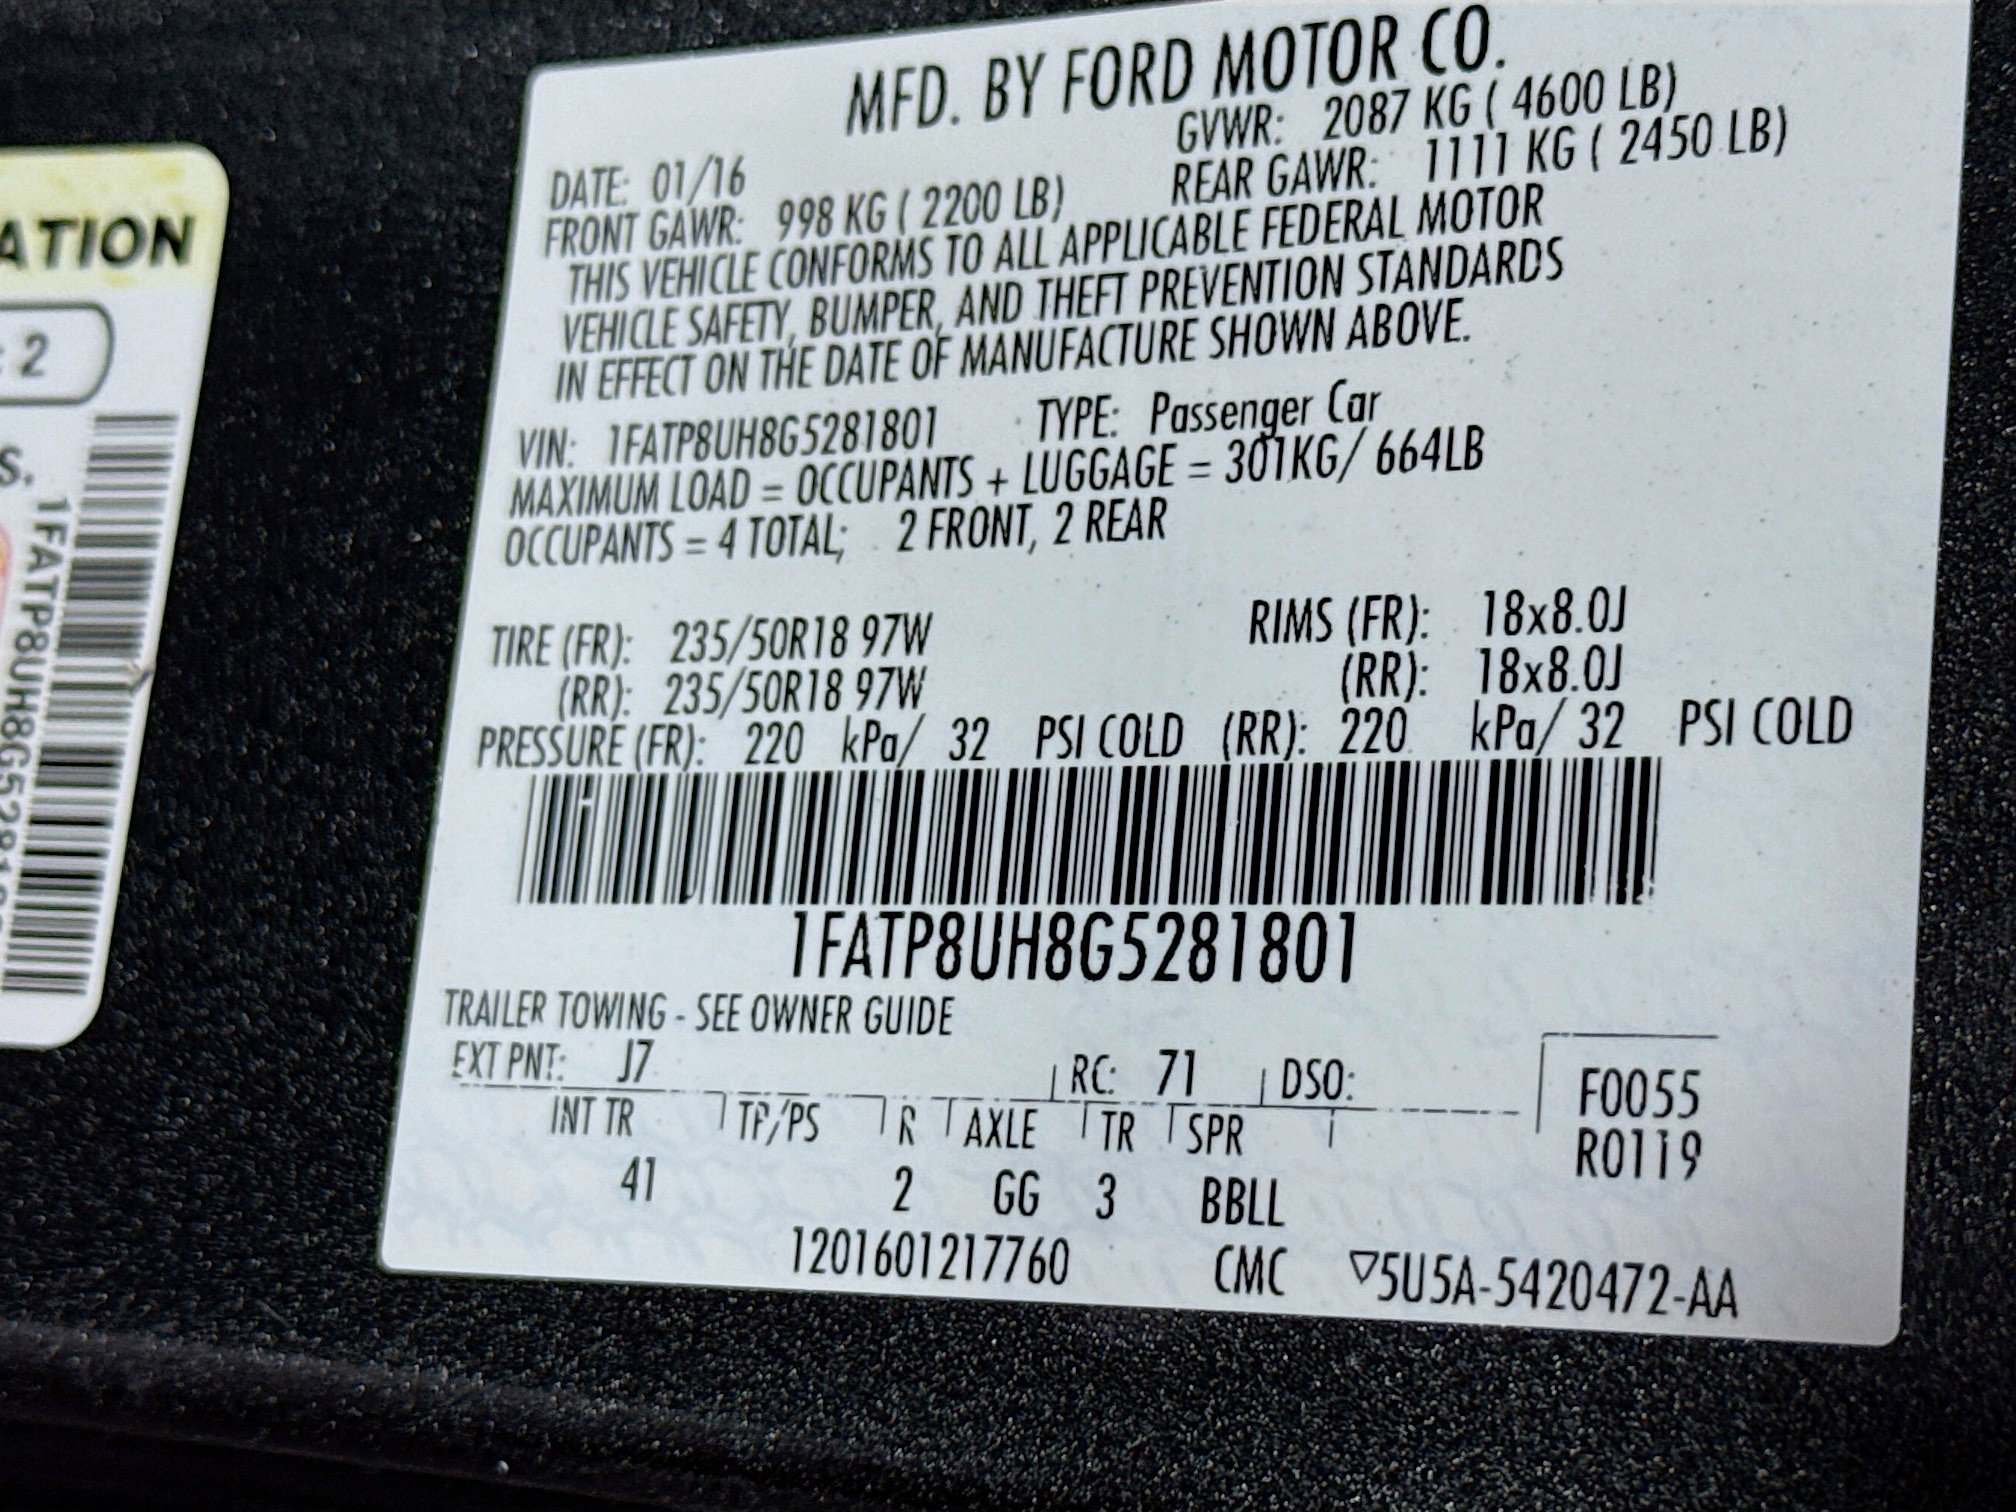 MFD. BY FORD MOTOR CO.
DATE: 01/16 GVWR: 2087 KG ( 4600 LB)
FRONT GAWR: 998 KG ( 2200 LB) REAR GAWR: 1111 KG ( 2450 LB)
THIS VEHICLE CONFORMS TO ALL APPLICABLE FEDERAL MOTOR
VEHICLE SAFETY, BUMPER, AND THEFT PREVENTION STANDARDS
IN EFFECT ON THE DATE OF MANUFACTURE SHOWN ABOVE.
VIN: 1FATP8UH8G5281801 TYPE: Passenger Car
MAXIMUM LOAD = OCCUPANTS + LUGGAGE = 301KG/ 664LB
OCCUPANTS = 4 TOTAL; 2 FRONT, 2 REAR
TIRE (FR): 235/50R18 97W RIMS (FR): 18x8.0J
(RR): 235/50R18 97W (RR): 18x8.0J
PRESSURE (FR): 220 kPa/ 32 PSI COLD (RR): 220 kPa/ 32 PSI COLD
1FATP8UH8G5281801
TRAILER TOWING - SEE OWNER GUIDE
EXT PNT: J7 RC: 71 DSO: F0055
INT TR TP/PS R AXLE TR SPR R0119
41 2 GG 3 BBLL
1201601217760 CMC ▽5U5A-5420472-AA
ATION
: 2
S.
1FATP8UH8G52818